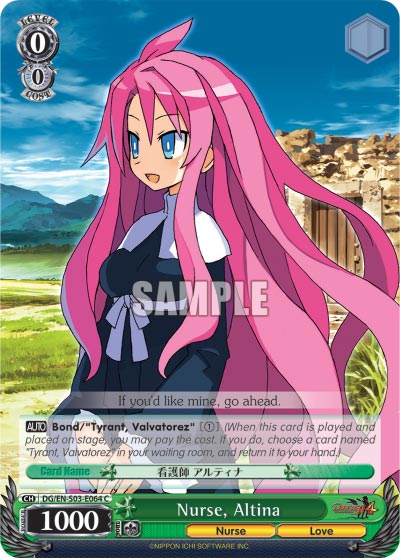 LEVEL
0
0
COST
SAMPLE
If you'd like mine, go ahead.
AUTO Bond/"Tyrant, Valvatorez" [①] (When this card is played and
placed on stage, you may pay the cost. If you do, choose a card named
"Tyrant, Valvatorez" in your waiting room, and return it to your hand.)
Card Name
看護師 アルティナ
CH DG/EN-S03-E064 C
1000
Nurse, Altina
Nurse
Love
©NIPPON ICHI SOFTWARE INC.